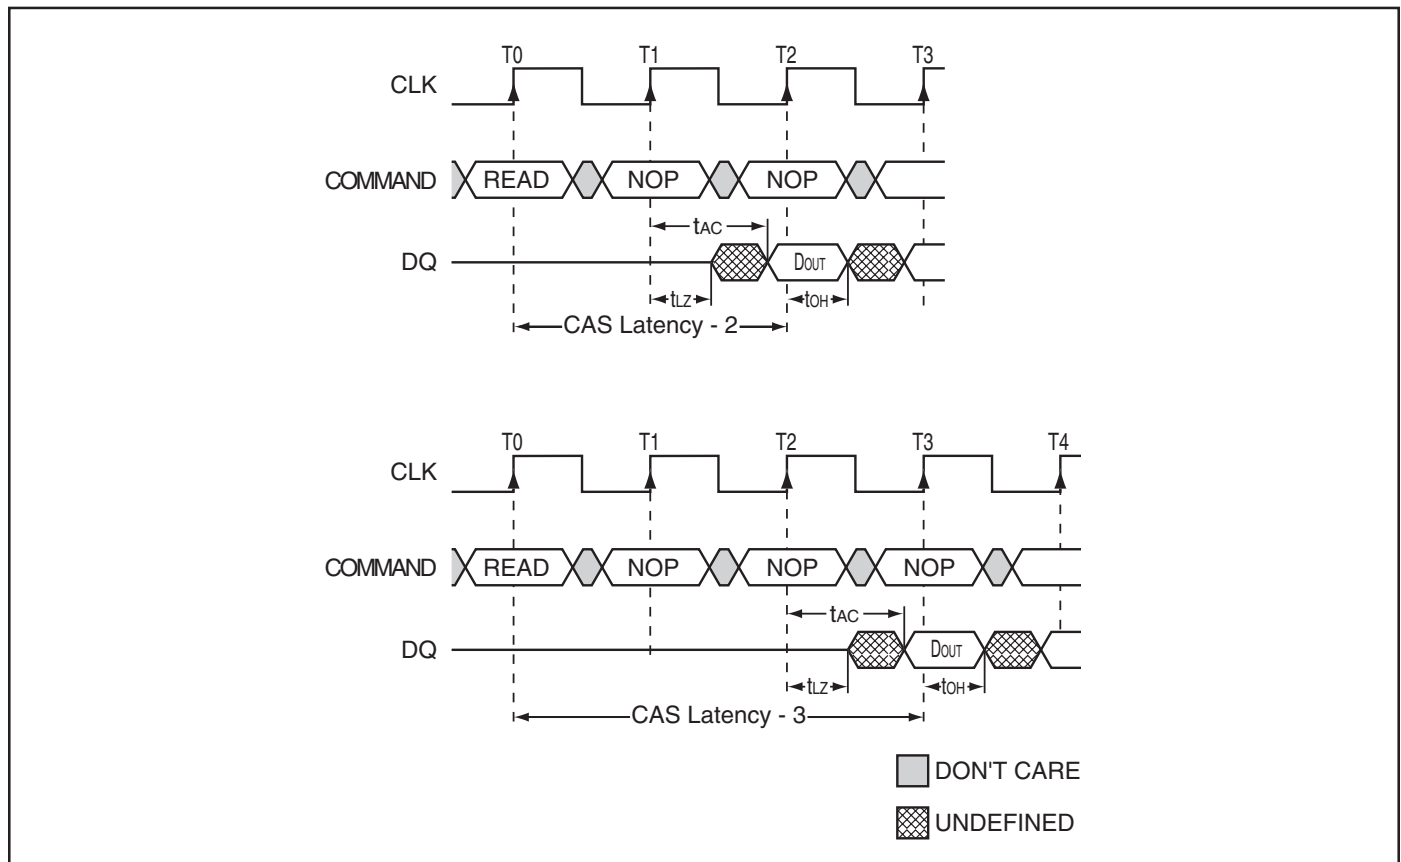 T0 T1 T2 T3
CLK
COMMAND READ NOP NOP
tAC
DQ DOUT
tLZ tOH
CAS Latency - 2
T0 T1 T2 T3 T4
CLK
COMMAND READ NOP NOP NOP
tAC
DQ DOUT
tLZ tOH
CAS Latency - 3
DON'T CARE
UNDEFINED